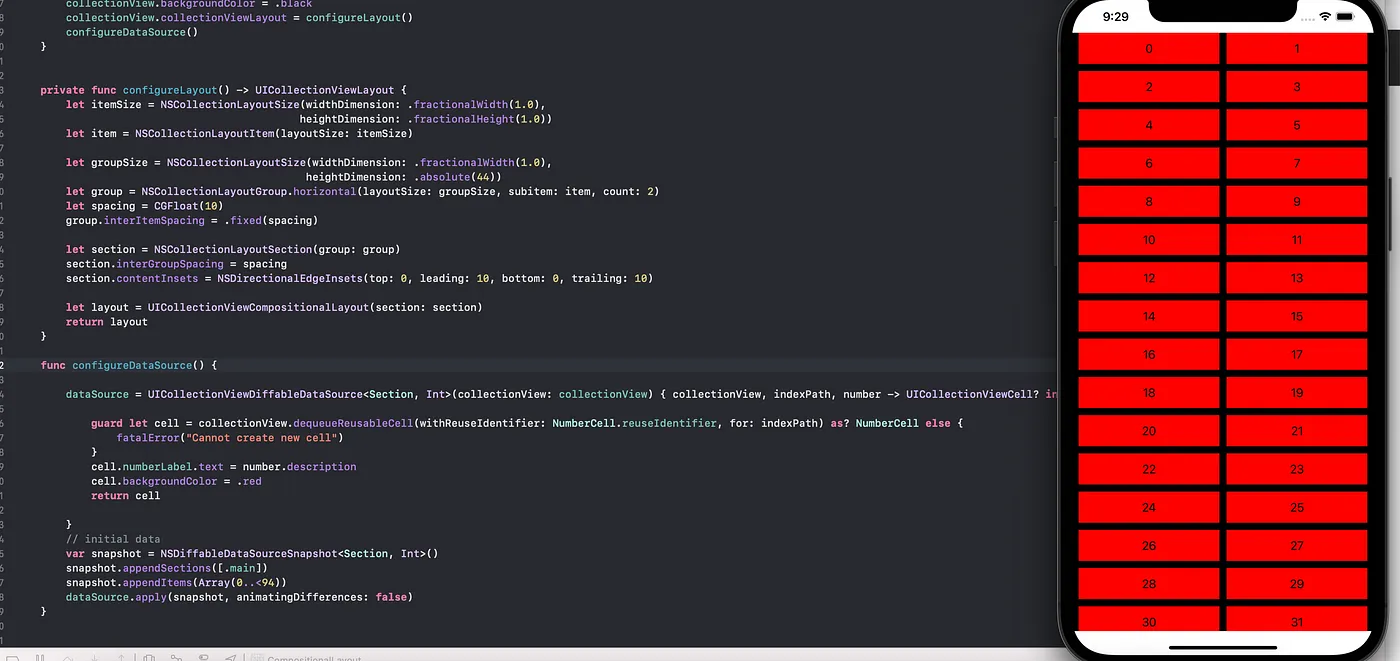 collectionView.backgroundColor = .black
collectionView.collectionViewLayout = configureLayout()
configureDataSource()
}
private func configureLayout() -> UICollectionViewLayout {
let itemSize = NSCollectionLayoutSize(widthDimension: .fractionalWidth(1.0),
heightDimension: .fractionalHeight(1.0))
let item = NSCollectionLayoutItem(layoutSize: itemSize)
let groupSize = NSCollectionLayoutSize(widthDimension: .fractionalWidth(1.0),
heightDimension: .absolute(44))
let group = NSCollectionLayoutGroup.horizontal(layoutSize: groupSize, subitem: item, count: 2)
let spacing = CGFloat(10)
group.interItemSpacing = .fixed(spacing)
let section = NSCollectionLayoutSection(group: group)
section.interGroupSpacing = spacing
section.contentInsets = NSDirectionalEdgeInsets(top: 0, leading: 10, bottom: 0, trailing: 10)
let layout = UICollectionViewCompositionalLayout(section: section)
return layout
}
func configureDataSource() {
dataSource = UICollectionViewDiffableDataSource<Section, Int>(collectionView: collectionView) { collectionView, indexPath, number -> UICollectionViewCell? in
guard let cell = collectionView.dequeueReusableCell(withReuseIdentifier: NumberCell.reuseIdentifier, for: indexPath) as? NumberCell else {
fatalError("Cannot create new cell")
}
cell.numberLabel.text = number.description
cell.backgroundColor = .red
return cell
}
// initial data
var snapshot = NSDiffableDataSourceSnapshot<Section, Int>()
snapshot.appendSections([.main])
snapshot.appendItems(Array(0..<94))
dataSource.apply(snapshot, animatingDifferences: false)
}
CompositionalLayout
9:29
0 1
2 3
4 5
6 7
8 9
10 11
12 13
14 15
16 17
18 19
20 21
22 23
24 25
26 27
28 29
30 31